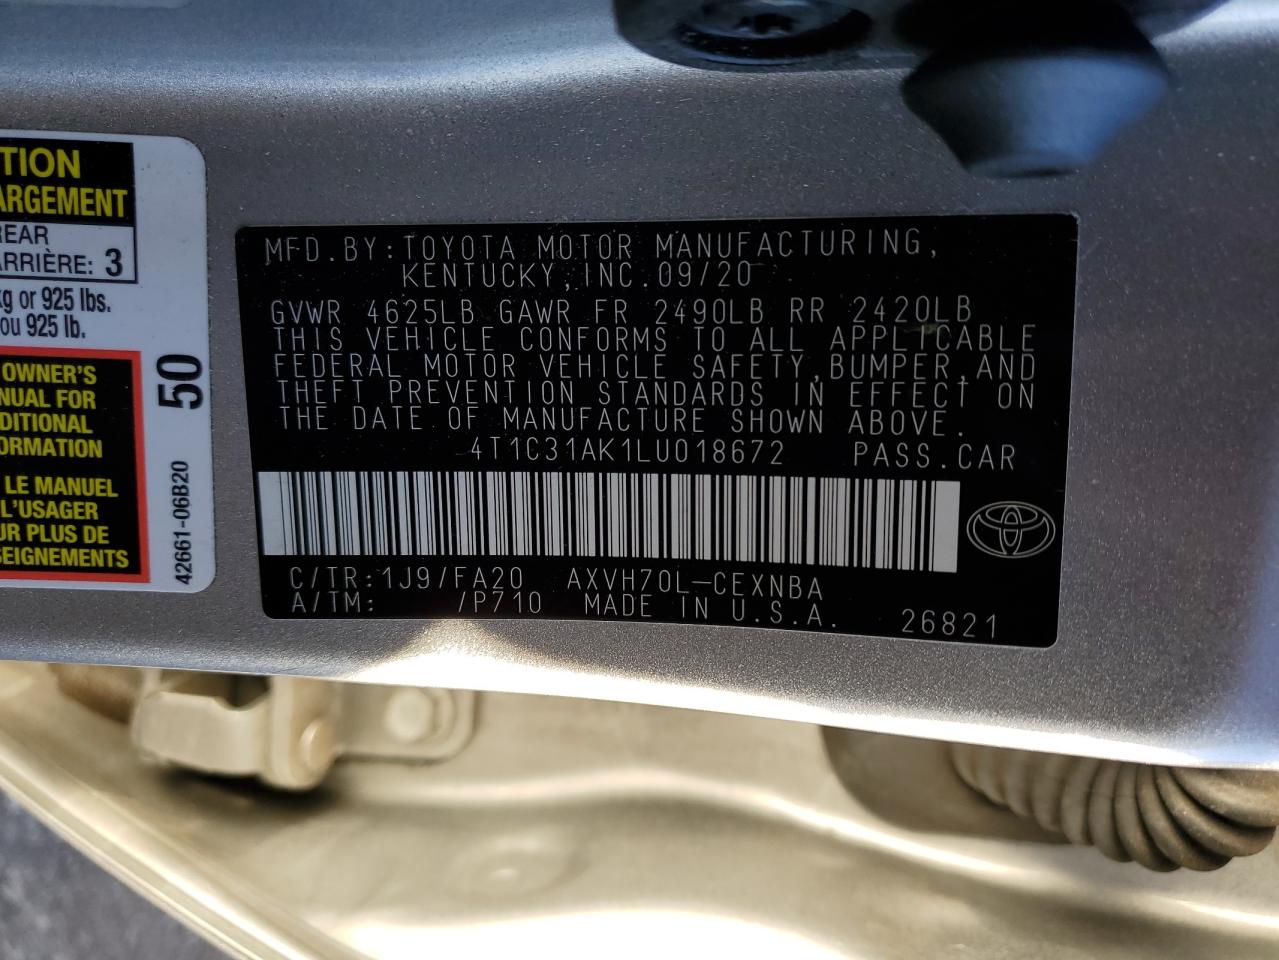 TION
ARGEMENT
REAR
ARRIÈRE: 3
kg or 925 lbs.
ou 925 lb.
OWNER'S
NUAL FOR
DITIONAL
FORMATION
LE MANUEL
L'USAGER
UR PLUS DE
SEIGNEMENTS
50
42661-06B20
MFD. BY: TOYOTA MOTOR MANUFACTURING,
KENTUCKY, INC. 09/20
GVWR 4625LB GAWR FR 2490LB RR 2420LB
THIS VEHICLE CONFORMS TO ALL APPLICABLE
FEDERAL MOTOR VEHICLE SAFETY, BUMPER, AND
THEFT PREVENTION STANDARDS IN EFFECT ON
THE DATE OF MANUFACTURE SHOWN ABOVE.
4T1C31AK1LU018672 PASS. CAR
C/TR: 1J9/FA20 AXVH70L-CEXNBA
A/TM: /P710 MADE IN U.S.A. 26821